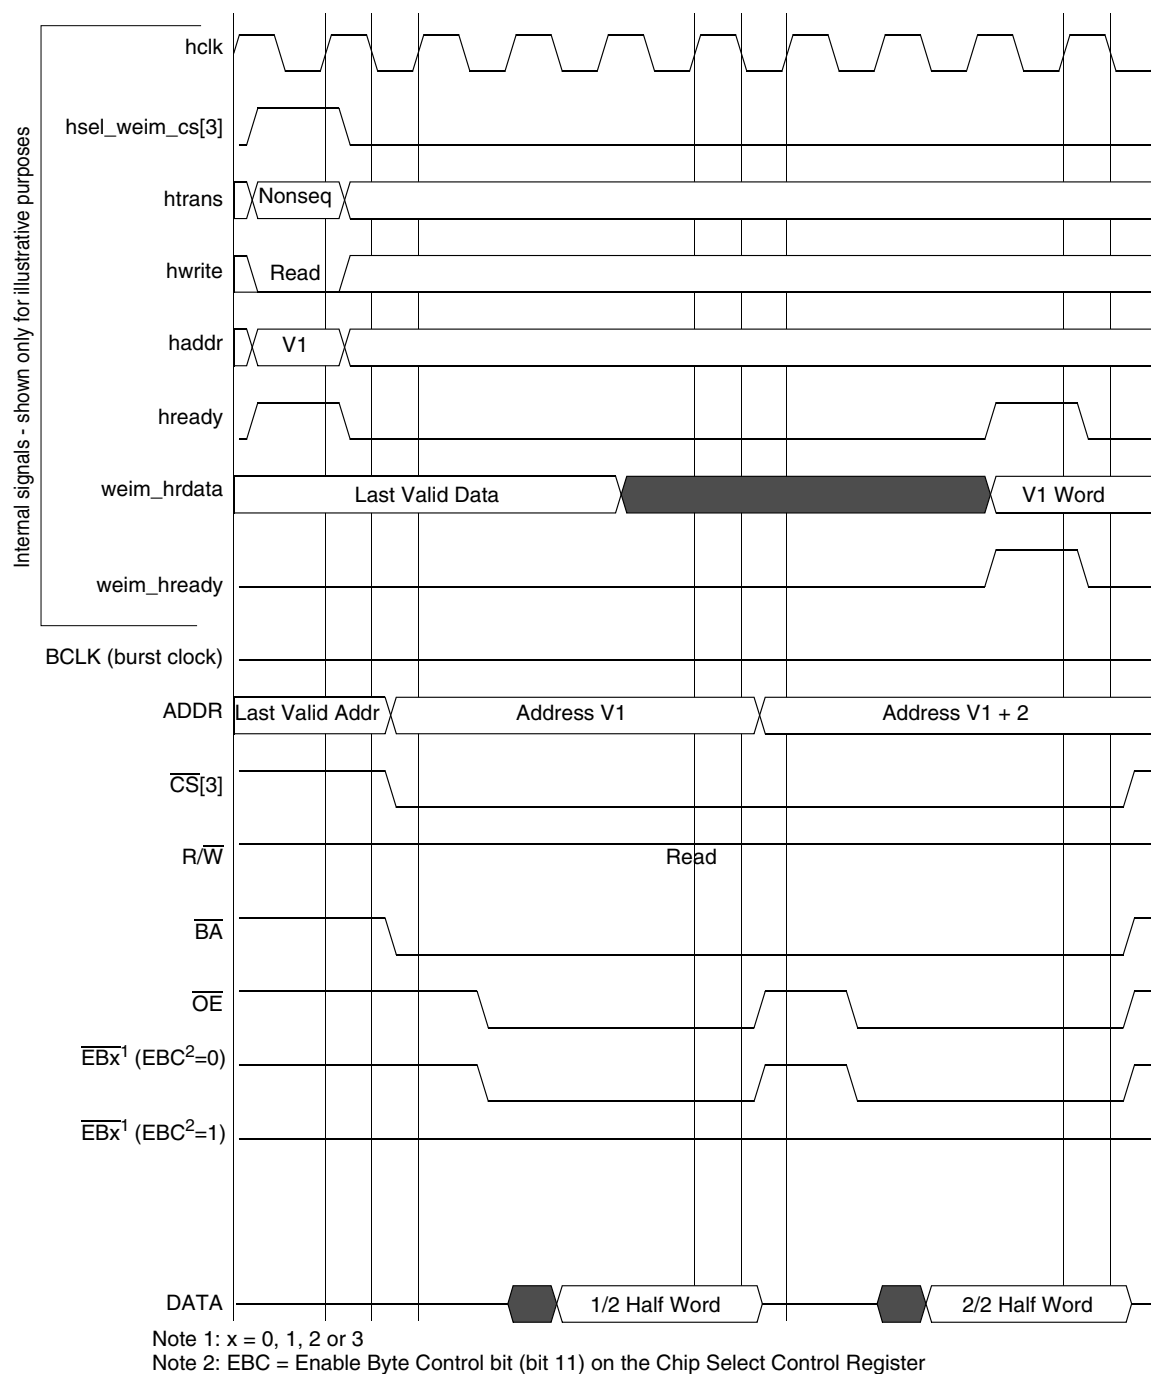 Internal signals - shown only for illustrative purposes
hclk
hsel_weim_cs[3]
htrans
Nonseq
hwrite
Read
haddr
V1
hready
weim_hrdata
Last Valid Data
V1 Word
weim_hready
BCLK (burst clock)
ADDR
Last Valid Addr
Address V1
Address V1 + 2
CS[3]
R/W
Read
BA
OE
EBx1 (EBC2=0)
EBx1 (EBC2=1)
DATA
1/2 Half Word
2/2 Half Word
Note 1: x = 0, 1, 2 or 3
Note 2: EBC = Enable Byte Control bit (bit 11) on the Chip Select Control Register